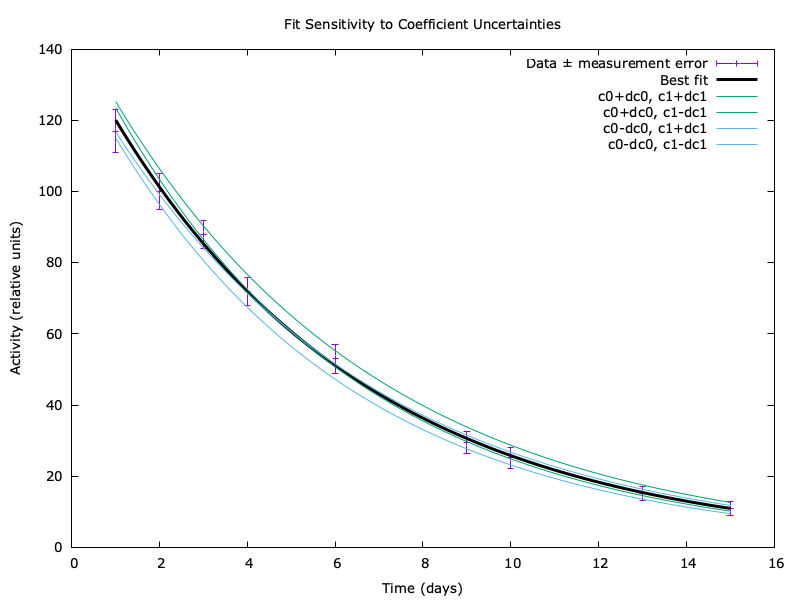 Fit Sensitivity to Coefficient Uncertainties
Data ± measurement error
Best fit
c0+dc0, c1+dc1
c0+dc0, c1-dc1
c0-dc0, c1+dc1
c0-dc0, c1-dc1
140
120
100
80
60
40
20
0
Activity (relative units)
0 2 4 6 8 10 12 14 16
Time (days)